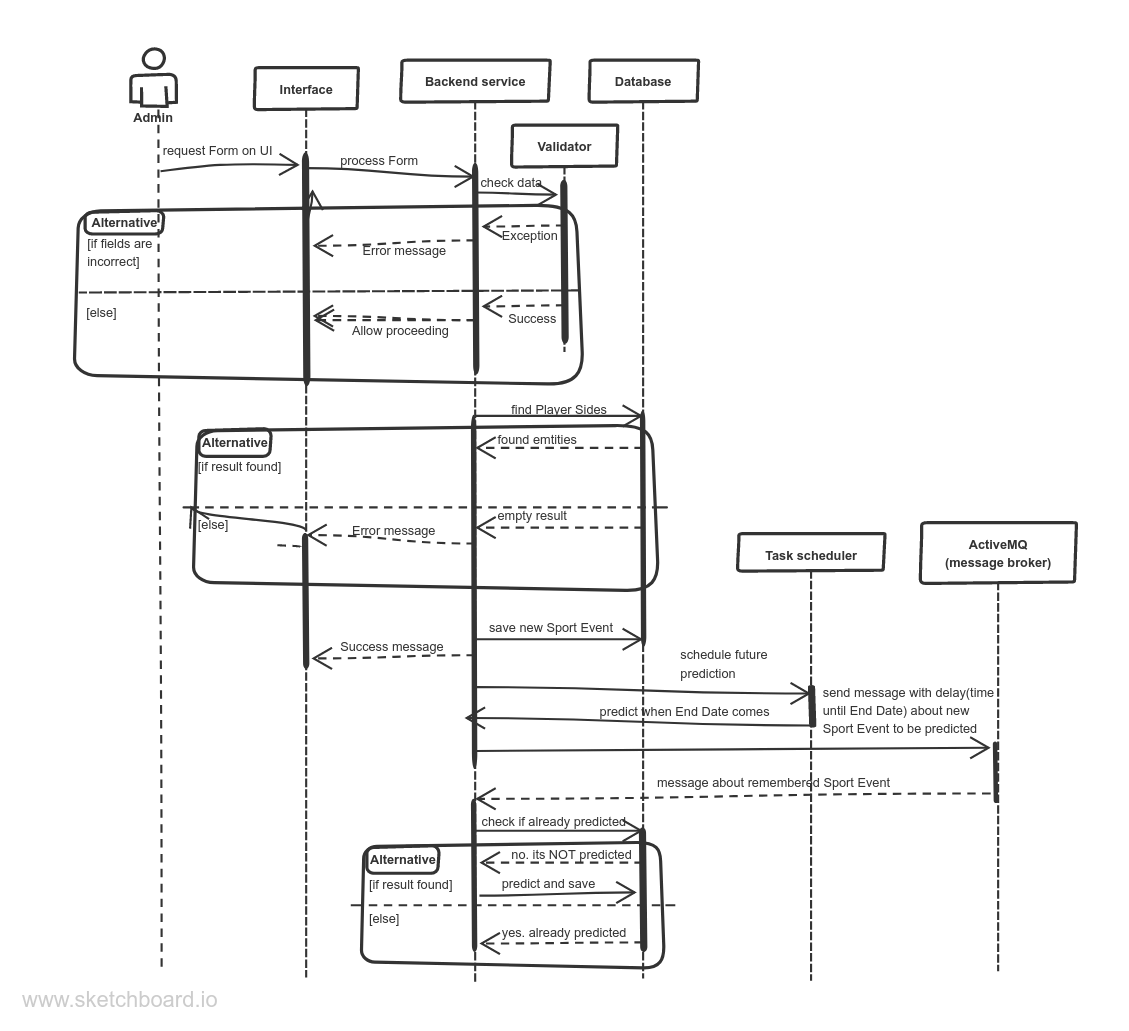 Admin
Interface
Backend service
Database
Validator
request Form on UI
process Form
check data
Alternative
[if fields are
incorrect]
Exception
Error message
[else]
Success
Allow proceeding
find Player Sides
Alternative
found emtities
[if result found]
empty result
[else]
Error message
Task scheduler
ActiveMQ
(message broker)
save new Sport Event
Success message
schedule future
prediction
send message with delay(time
until End Date) about new
Sport Event to be predicted
predict when End Date comes
message about remembered Sport Event
check if already predicted
Alternative
no. its NOT predicted
[if result found]
predict and save
[else]
yes. already predicted
www.sketchboard.io